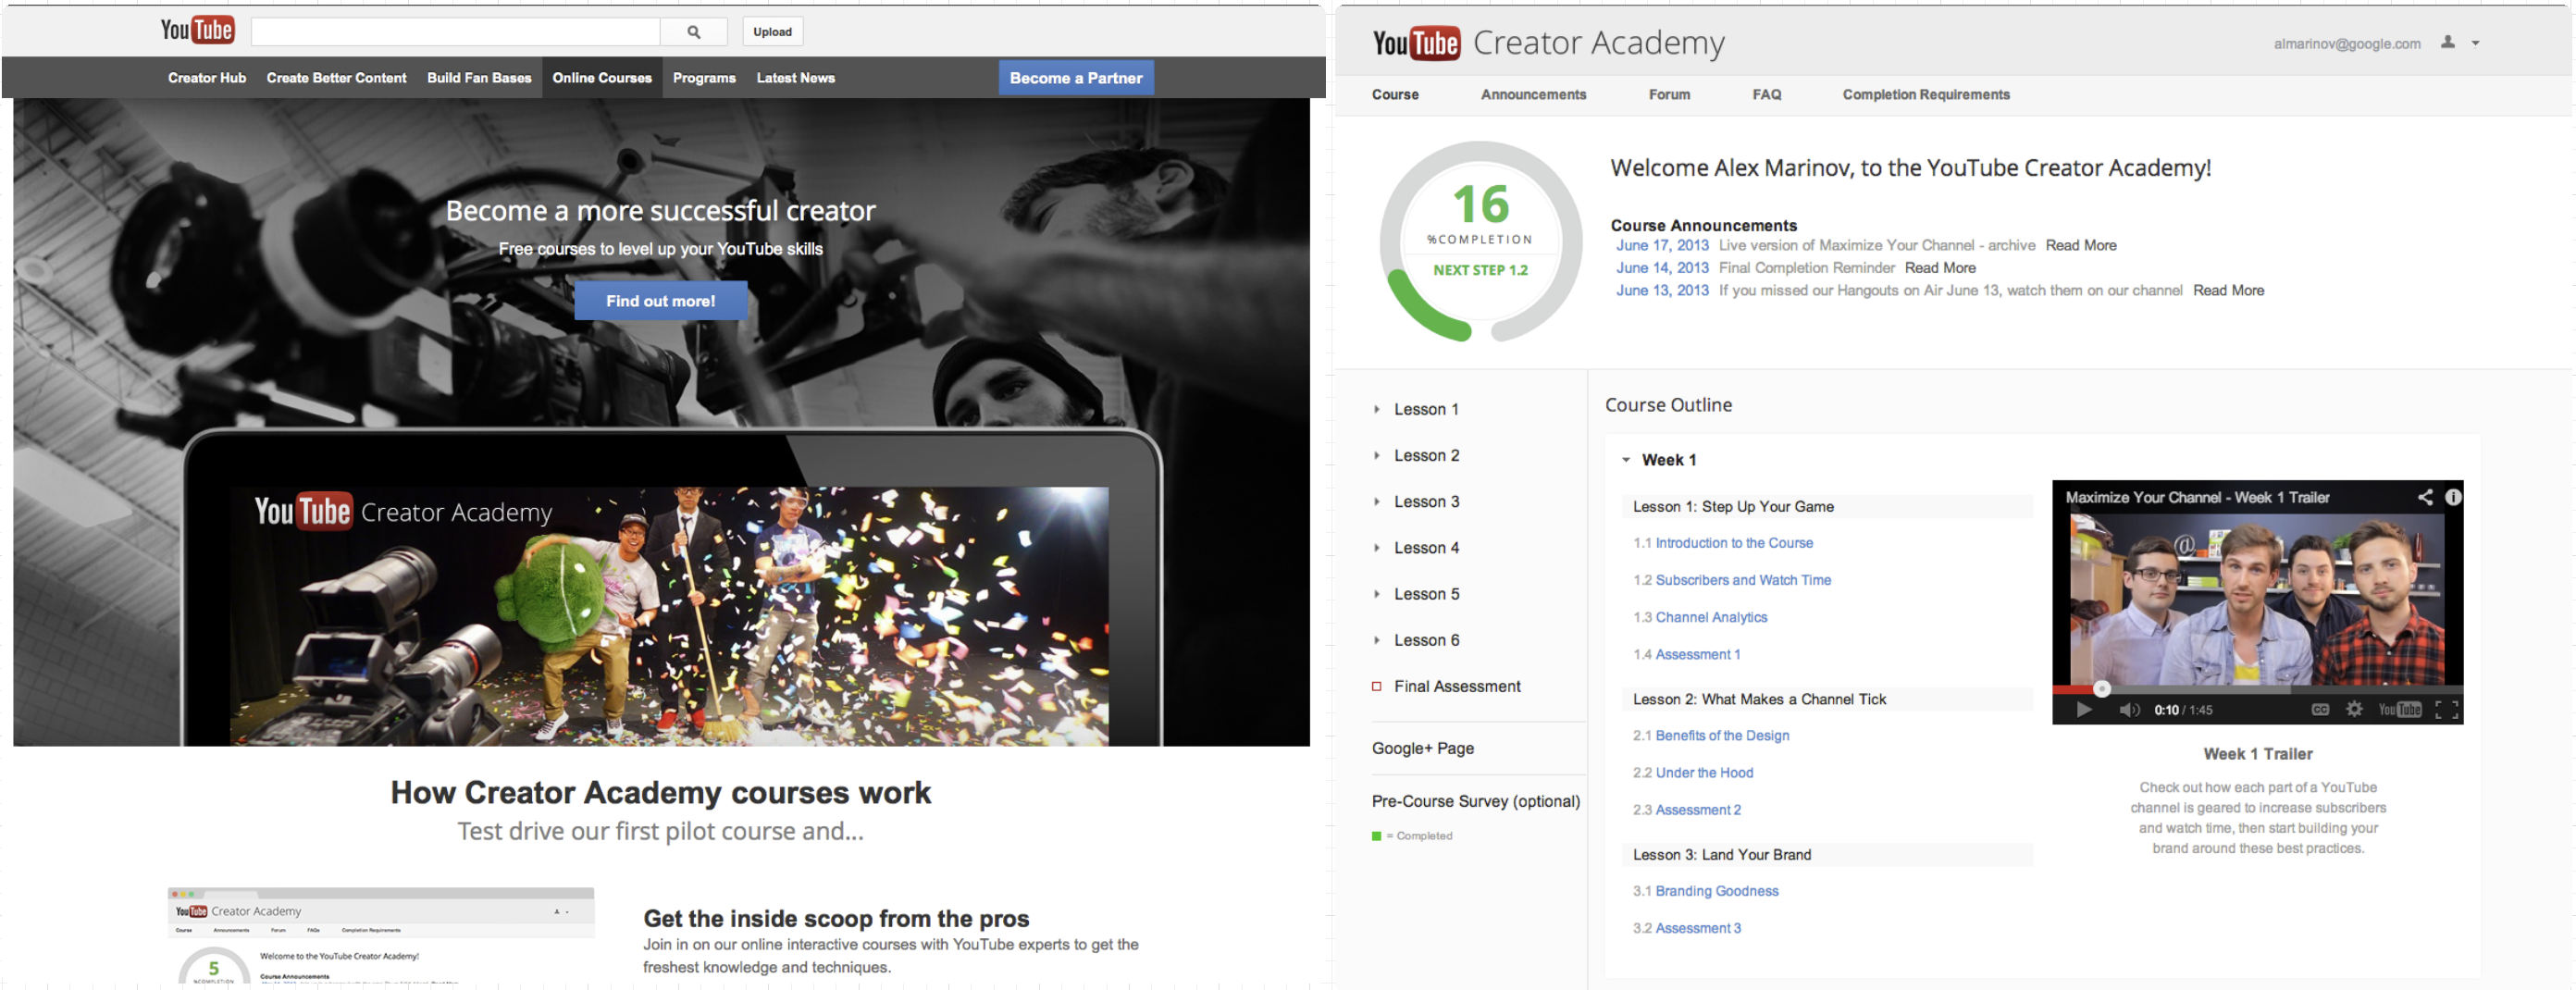 YouTube
Upload
Creator Hub Create Better Content Build Fan Bases Online Courses Programs Latest News Become a Partner
Become a more successful creator
Free courses to level up your YouTube skills
Find out more!
YouTube Creator Academy
How Creator Academy courses work
Test drive our first pilot course and...
YouTube Creator Academy
Course Announcements Forum FAQs Completion Requirements
5
%COMPLETION
Welcome to the YouTube Creator Academy!
Course Announcements
Get the inside scoop from the pros
Join in on our online interactive courses with YouTube experts to get the
freshest knowledge and techniques.
YouTube Creator Academy
almarinov@google.com
Course Announcements Forum FAQ Completion Requirements
16
%COMPLETION
NEXT STEP 1.2
Welcome Alex Marinov, to the YouTube Creator Academy!
Course Announcements
June 17, 2013 Live version of Maximize Your Channel - archive Read More
June 14, 2013 Final Completion Reminder Read More
June 13, 2013 If you missed our Hangouts on Air June 13, watch them on our channel Read More
Lesson 1
Lesson 2
Lesson 3
Lesson 4
Lesson 5
Lesson 6
Final Assessment
Google+ Page
Pre-Course Survey (optional)
= Completed
Course Outline
Week 1
Lesson 1: Step Up Your Game
1.1 Introduction to the Course
1.2 Subscribers and Watch Time
1.3 Channel Analytics
1.4 Assessment 1
Lesson 2: What Makes a Channel Tick
2.1 Benefits of the Design
2.2 Under the Hood
2.3 Assessment 2
Lesson 3: Land Your Brand
3.1 Branding Goodness
3.2 Assessment 3
Maximize Your Channel - Week 1 Trailer
@
0:10 / 1:45
CC
YouTube
Week 1 Trailer
Check out how each part of a YouTube
channel is geared to increase subscribers
and watch time, then start building your
brand around these best practices.